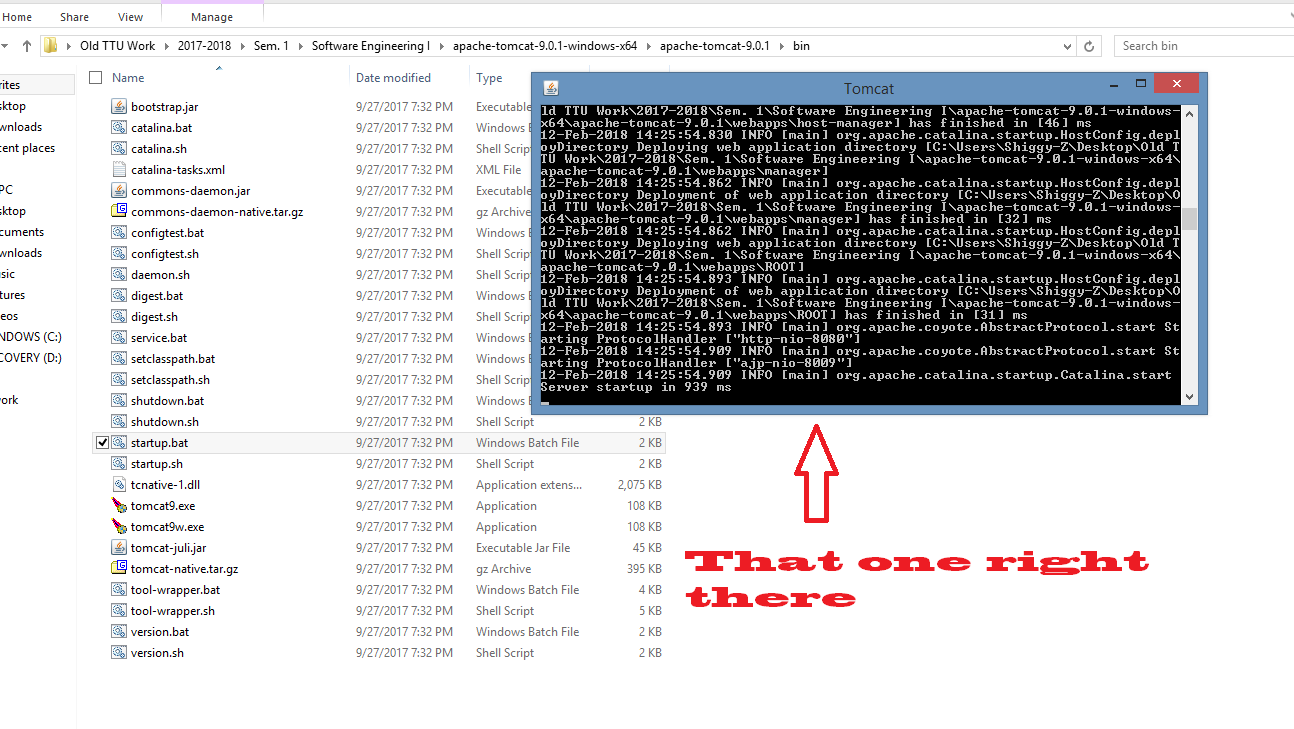 Home Share View Manage
Old TTU Work 2017-2018 Sem. 1 Software Engineering I apache-tomcat-9.0.1-windows-x64 apache-tomcat-9.0.1 bin Search bin
rites
sktop
wnloads
cent places
PC
sktop
cuments
wnloads
sic
tures
eos
NDOWS (C:)
COVERY (D:)
work
Name Date modified Type
bootstrap.jar 9/27/2017 7:32 PM Executable
catalina.bat 9/27/2017 7:32 PM Windows B
catalina.sh 9/27/2017 7:32 PM Shell Scrip
catalina-tasks.xml 9/27/2017 7:32 PM XML File
commons-daemon.jar 9/27/2017 7:32 PM Executable
commons-daemon-native.tar.gz 9/27/2017 7:32 PM gz Archive
configtest.bat 9/27/2017 7:32 PM Windows B
configtest.sh 9/27/2017 7:32 PM Shell Scrip
daemon.sh 9/27/2017 7:32 PM Shell Scrip
digest.bat 9/27/2017 7:32 PM Windows B
digest.sh 9/27/2017 7:32 PM Shell Scrip
service.bat 9/27/2017 7:32 PM Windows B
setclasspath.bat 9/27/2017 7:32 PM Windows B
setclasspath.sh 9/27/2017 7:32 PM Shell Scrip
shutdown.bat 9/27/2017 7:32 PM Windows B
shutdown.sh 9/27/2017 7:32 PM Shell Script 2 KB
startup.bat 9/27/2017 7:32 PM Windows Batch File 2 KB
startup.sh 9/27/2017 7:32 PM Shell Script 2 KB
tcnative-1.dll 9/27/2017 7:32 PM Application extens... 2,075 KB
tomcat9.exe 9/27/2017 7:32 PM Application 108 KB
tomcat9w.exe 9/27/2017 7:32 PM Application 108 KB
tomcat-juli.jar 9/27/2017 7:32 PM Executable Jar File 45 KB
tomcat-native.tar.gz 9/27/2017 7:32 PM gz Archive 395 KB
tool-wrapper.bat 9/27/2017 7:32 PM Windows Batch File 4 KB
tool-wrapper.sh 9/27/2017 7:32 PM Shell Script 5 KB
version.bat 9/27/2017 7:32 PM Windows Batch File 2 KB
version.sh 9/27/2017 7:32 PM Shell Script 2 KB
Tomcat
ld TTU Work\2017-2018\Sem. 1\Software Engineering I\apache-tomcat-9.0.1-windows-
x64\apache-tomcat-9.0.1\webapps\host-manager] has finished in [46] ms
12-Feb-2018 14:25:54.830 INFO [main] org.apache.catalina.startup.HostConfig.depl
oyDirectory Deploying web application directory [C:\Users\Shiggy-Z\Desktop\Old T
TU Work\2017-2018\Sem. 1\Software Engineering I\apache-tomcat-9.0.1-windows-x64\
apache-tomcat-9.0.1\webapps\manager]
12-Feb-2018 14:25:54.862 INFO [main] org.apache.catalina.startup.HostConfig.depl
oyDirectory Deployment of web application directory [C:\Users\Shiggy-Z\Desktop\O
ld TTU Work\2017-2018\Sem. 1\Software Engineering I\apache-tomcat-9.0.1-windows-
x64\apache-tomcat-9.0.1\webapps\manager] has finished in [32] ms
12-Feb-2018 14:25:54.862 INFO [main] org.apache.catalina.startup.HostConfig.depl
oyDirectory Deploying web application directory [C:\Users\Shiggy-Z\Desktop\Old T
TU Work\2017-2018\Sem. 1\Software Engineering I\apache-tomcat-9.0.1-windows-x64\
apache-tomcat-9.0.1\webapps\ROOT]
12-Feb-2018 14:25:54.893 INFO [main] org.apache.catalina.startup.HostConfig.depl
oyDirectory Deployment of web application directory [C:\Users\Shiggy-Z\Desktop\O
ld TTU Work\2017-2018\Sem. 1\Software Engineering I\apache-tomcat-9.0.1-windows-
x64\apache-tomcat-9.0.1\webapps\ROOT] has finished in [31] ms
12-Feb-2018 14:25:54.893 INFO [main] org.apache.coyote.AbstractProtocol.start St
arting ProtocolHandler ["http-nio-8080"]
12-Feb-2018 14:25:54.909 INFO [main] org.apache.coyote.AbstractProtocol.start St
arting ProtocolHandler ["ajp-nio-8009"]
12-Feb-2018 14:25:54.909 INFO [main] org.apache.catalina.startup.Catalina.start
Server startup in 939 ms
That one right
there